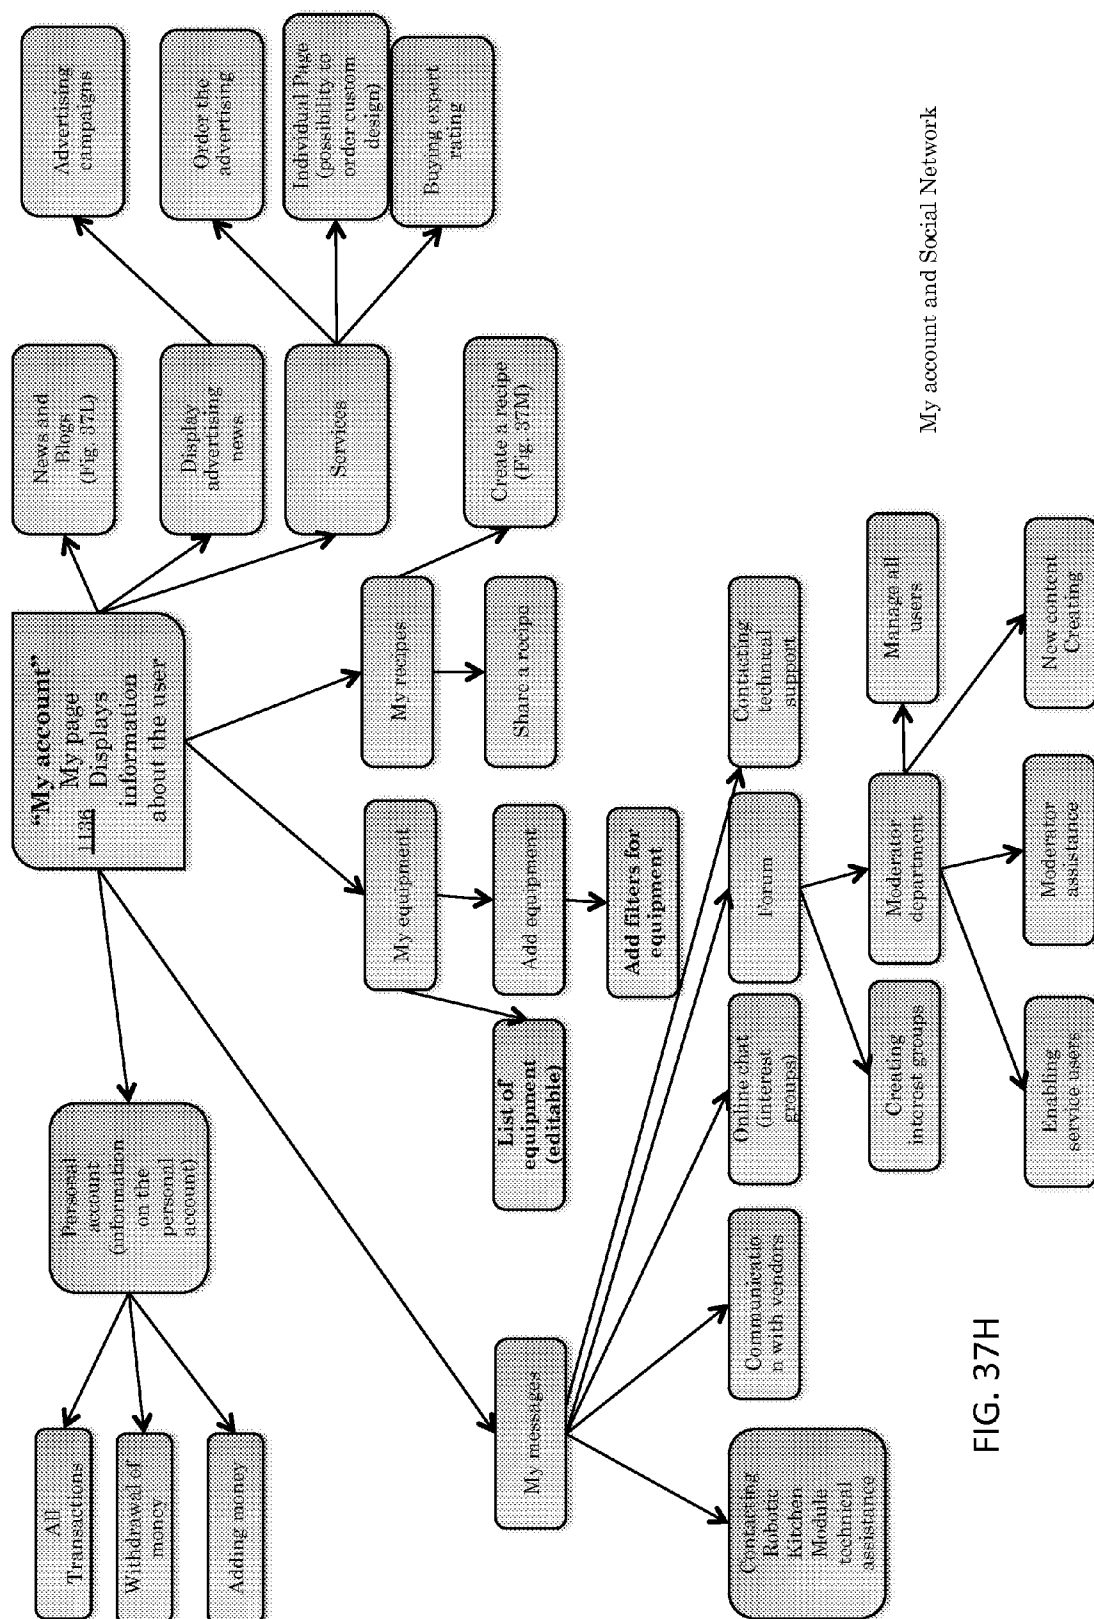 All
Transactions
Withdrawal of
money
Adding money
Personal
account
(information
on the
personal
account)
“My account”
My page
1136 Displays
information
about the user
News and
Blogs
(Fig. 37L)
Display
advertising
news
Services
Advertising
campaigns
Order the
advertising
Individual Page
(possibility to
order custom
design)
Buying expert
rating
My messages
My equipment
My recipes
Create a recipe
(Fig. 37M)
List of
equipment
(editable)
Add equipment
Share a recipe
Add filters for
equipment
Contacting
Robotic
Kitchen
Module
technical
assistance
Communicatio
n with vendors
Online chat
(interest
groups)
Forum
Contacting
technical
support
Creating
interest groups
Moderator
department
Manage all
users
Enabling
service users
Moderator
assistance
New content
Creating
My account and Social Network
FIG. 37H